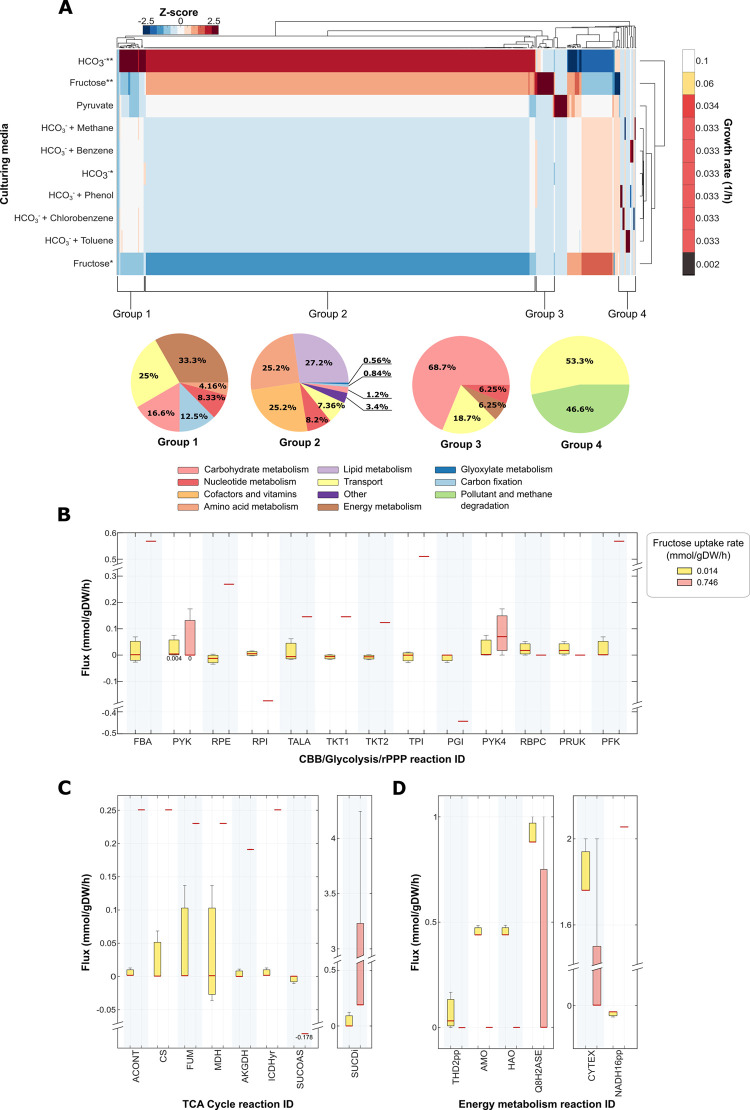 A
Z-score
-2.5 0 2.5
Culturing media
HCO3-**
Fructose**
Pyruvate
HCO3- + Methane
HCO3- + Benzene
HCO3-*
HCO3- + Phenol
HCO3- + Chlorobenzene
HCO3- + Toluene
Fructose*
0.1
0.06
0.034
0.033
0.033
0.033
0.033
0.033
0.033
0.002
Growth rate (1/h)
Group 1 Group 2 Group 3 Group 4
33.3%
25%
4.16%
8.33%
16.6%
12.5%
Group 1
25.2%
27.2%
0.56%
0.84%
1.2%
7.36%
3.4%
25.2%
8.2%
Group 2
68.7%
6.25%
6.25%
18.7%
Group 3
53.3%
46.6%
Group 4
Carbohydrate metabolism
Nucleotide metabolism
Cofactors and vitamins
Amino acid metabolism
Lipid metabolism
Transport
Other
Energy metabolism
Glyoxylate metabolism
Carbon fixation
Pollutant and methane
degradation
B
Flux (mmol/gDW/h)
0.6
0.5
0.3
0.2
0.1
0
-0.1
-0.4
-0.5
0.004 0
FBA PYK RPE RPI TALA TKT1 TKT2 TPI PGI PYK4 RBPC PRUK PFK
CBB/Glycolysis/rPPP reaction ID
Fructose uptake rate
(mmol/gDW/h)
0.014
0.746
C
Flux (mmol/gDW/h)
0.25
0.20
0.15
0.1
0.05
0
-0.05
-0.178
ACONT CS FUM MDH AKGDH ICDHyr SUCOAS
4
3.5
3
0.5
0
SUCDi
TCA Cycle reaction ID
D
Flux (mmol/gDW/h)
1
0.5
0
THD2pp AMO HAO Q8H2ASE
2
1.6
0
CYTEX NADH16pp
Energy metabolism reaction ID